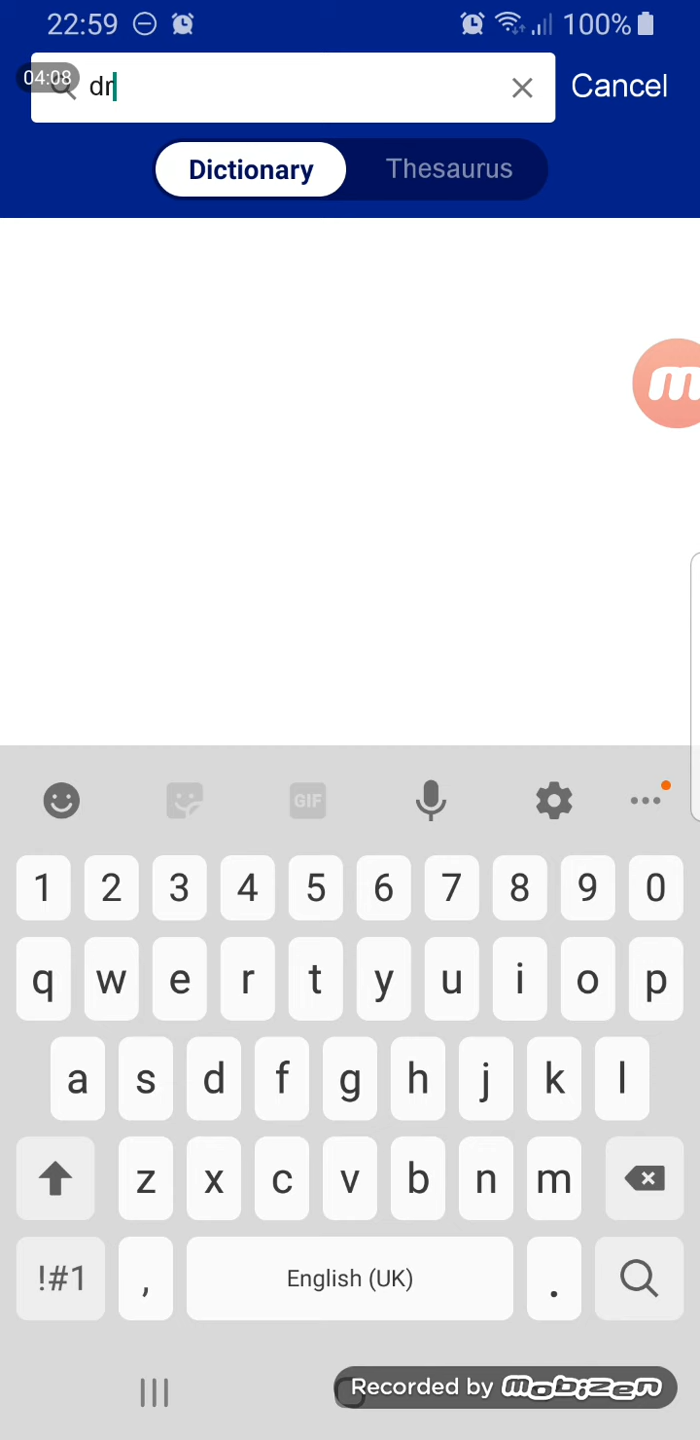 22:59 100%
04:08 dr Cancel
Dictionary Thesaurus
m
GIF
1 2 3 4 5 6 7 8 9 0
q w e r t y u i o p
a s d f g h j k l
z x c v b n m
!#1 , English (UK) .
Recorded by mobizen